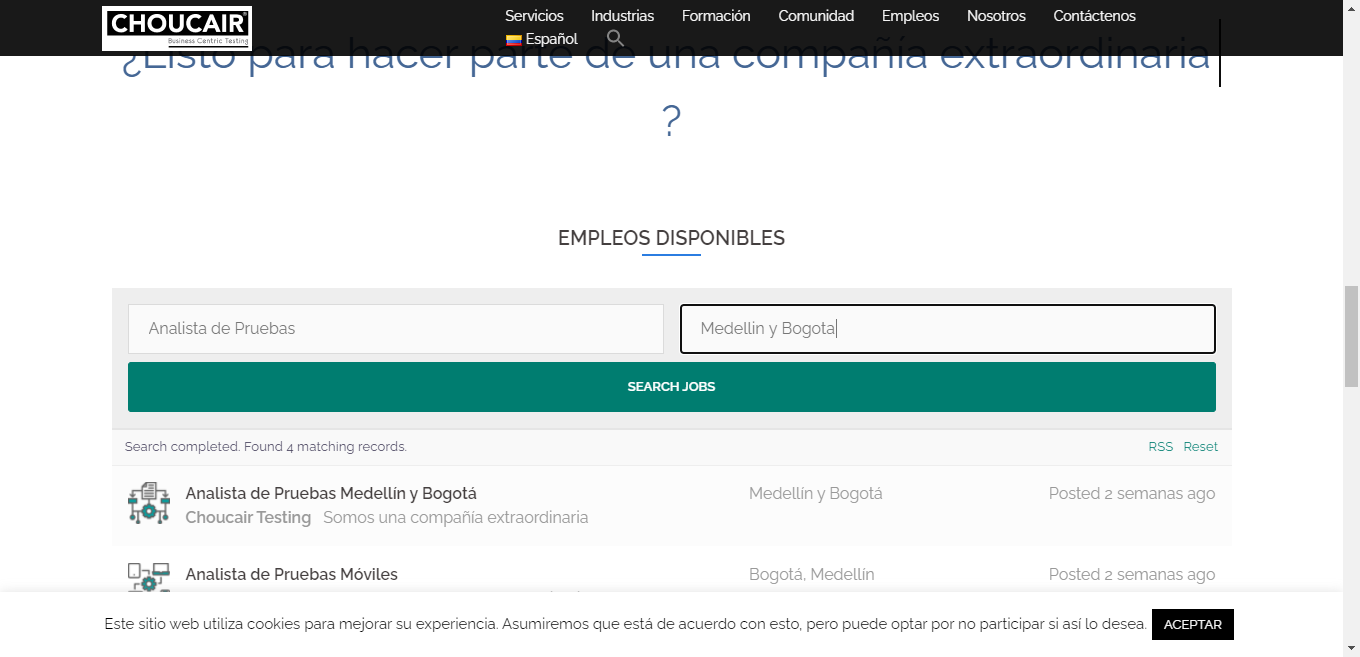 CHOUCAIR®
Business Centric Testing
Servicios Industrias Formación Comunidad Empleos Nosotros Contáctenos
Español
¿Listo para hacer parte de una compañía extraordinaria
?
EMPLEOS DISPONIBLES
Analista de Pruebas Medellin y Bogota
SEARCH JOBS
Search completed. Found 4 matching records. RSS Reset
Analista de Pruebas Medellín y Bogotá Medellín y Bogotá Posted 2 semanas ago
Choucair Testing Somos una compañía extraordinaria
Analista de Pruebas Móviles Bogotá, Medellín Posted 2 semanas ago
Este sitio web utiliza cookies para mejorar su experiencia. Asumiremos que está de acuerdo con esto, pero puede optar por no participar si así lo desea. ACEPTAR